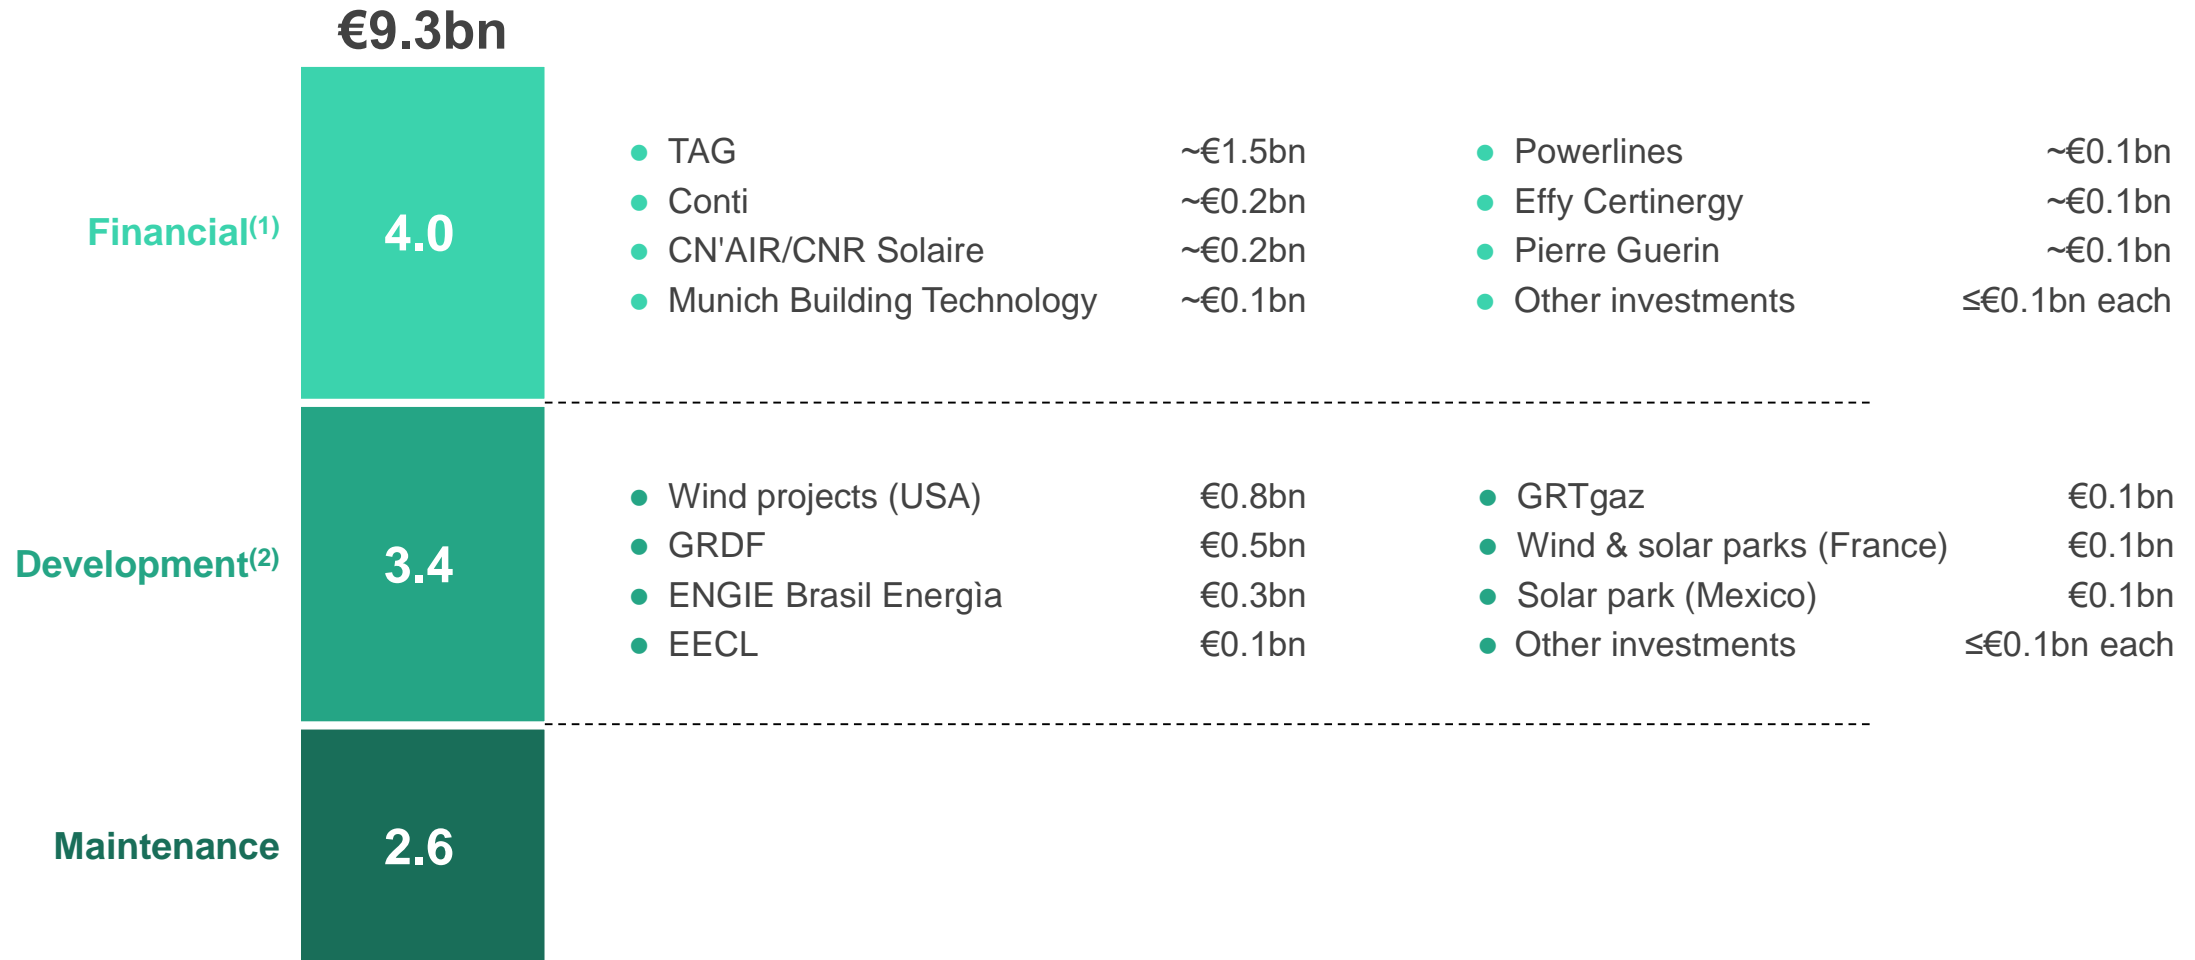 €9.3bn
Financial(1)
4.0
TAG ~€1.5bn
Conti ~€0.2bn
CN'AIR/CNR Solaire ~€0.2bn
Munich Building Technology ~€0.1bn
Powerlines ~€0.1bn
Effy Certinergy ~€0.1bn
Pierre Guerin ~€0.1bn
Other investments ≤€0.1bn each
Development(2)
3.4
Wind projects (USA) €0.8bn
GRDF €0.5bn
ENGIE Brasil Energìa €0.3bn
EECL €0.1bn
GRTgaz €0.1bn
Wind & solar parks (France) €0.1bn
Solar park (Mexico) €0.1bn
Other investments ≤€0.1bn each
Maintenance
2.6